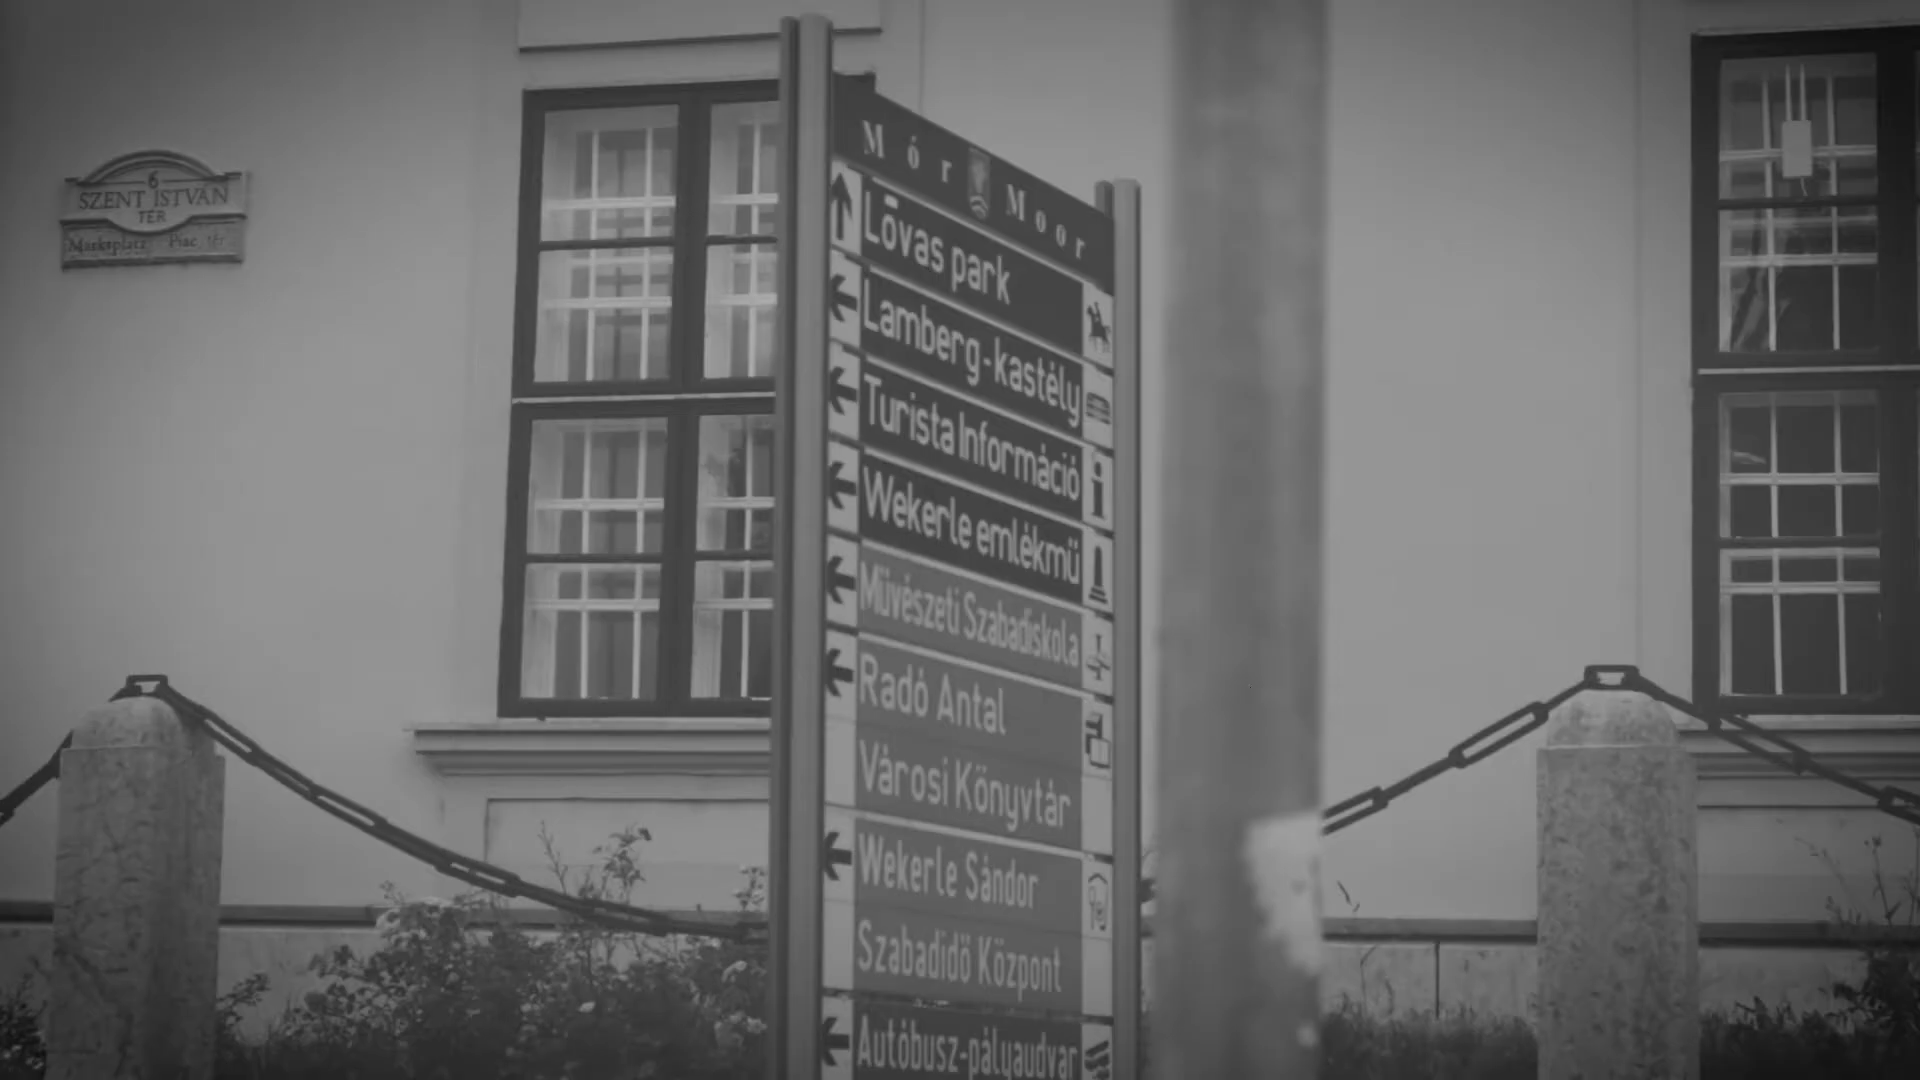 6
SZENT ISTVÁN
TÉR
Marktplatz Piac tér
Mór Moor
Lovas park
Lamberg-kastély
Turista Információ
Wekerle emlékmű
Művészeti Szabadiskola
Radó Antal
Városi Könyvtár
Wekerle Sándor
Szabadidő Központ
Autóbusz-pályaudvar